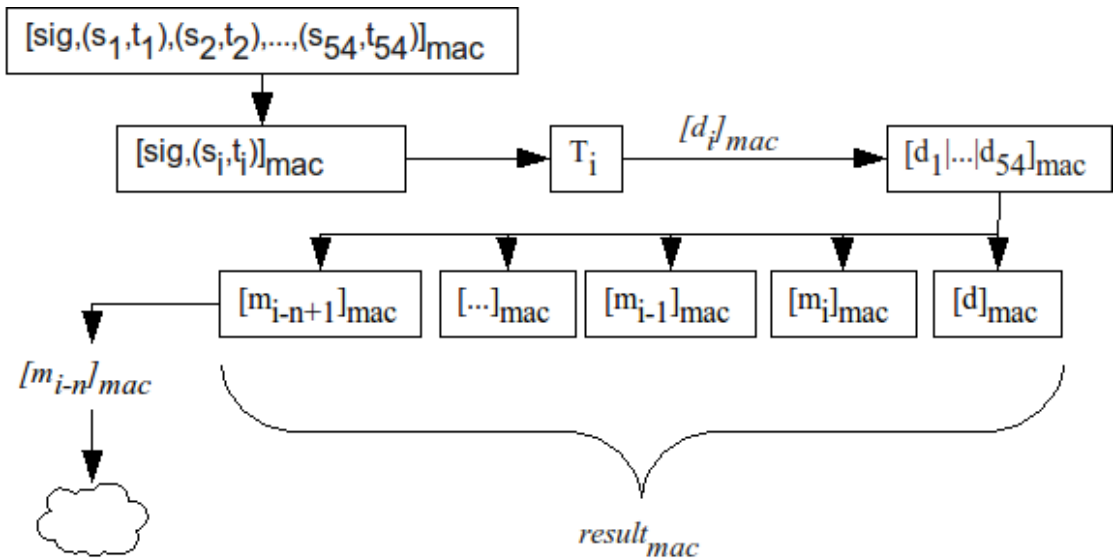 [sig,(s1,t1),(s2,t2),...,(s54,t54)]mac
[sig,(si,ti)]mac
Ti
[di]mac
[d1|...|d54]mac
[mi-n+1]mac
[...]mac
[mi-1]mac
[mi]mac
[d]mac
[mi-n]mac
resultmac